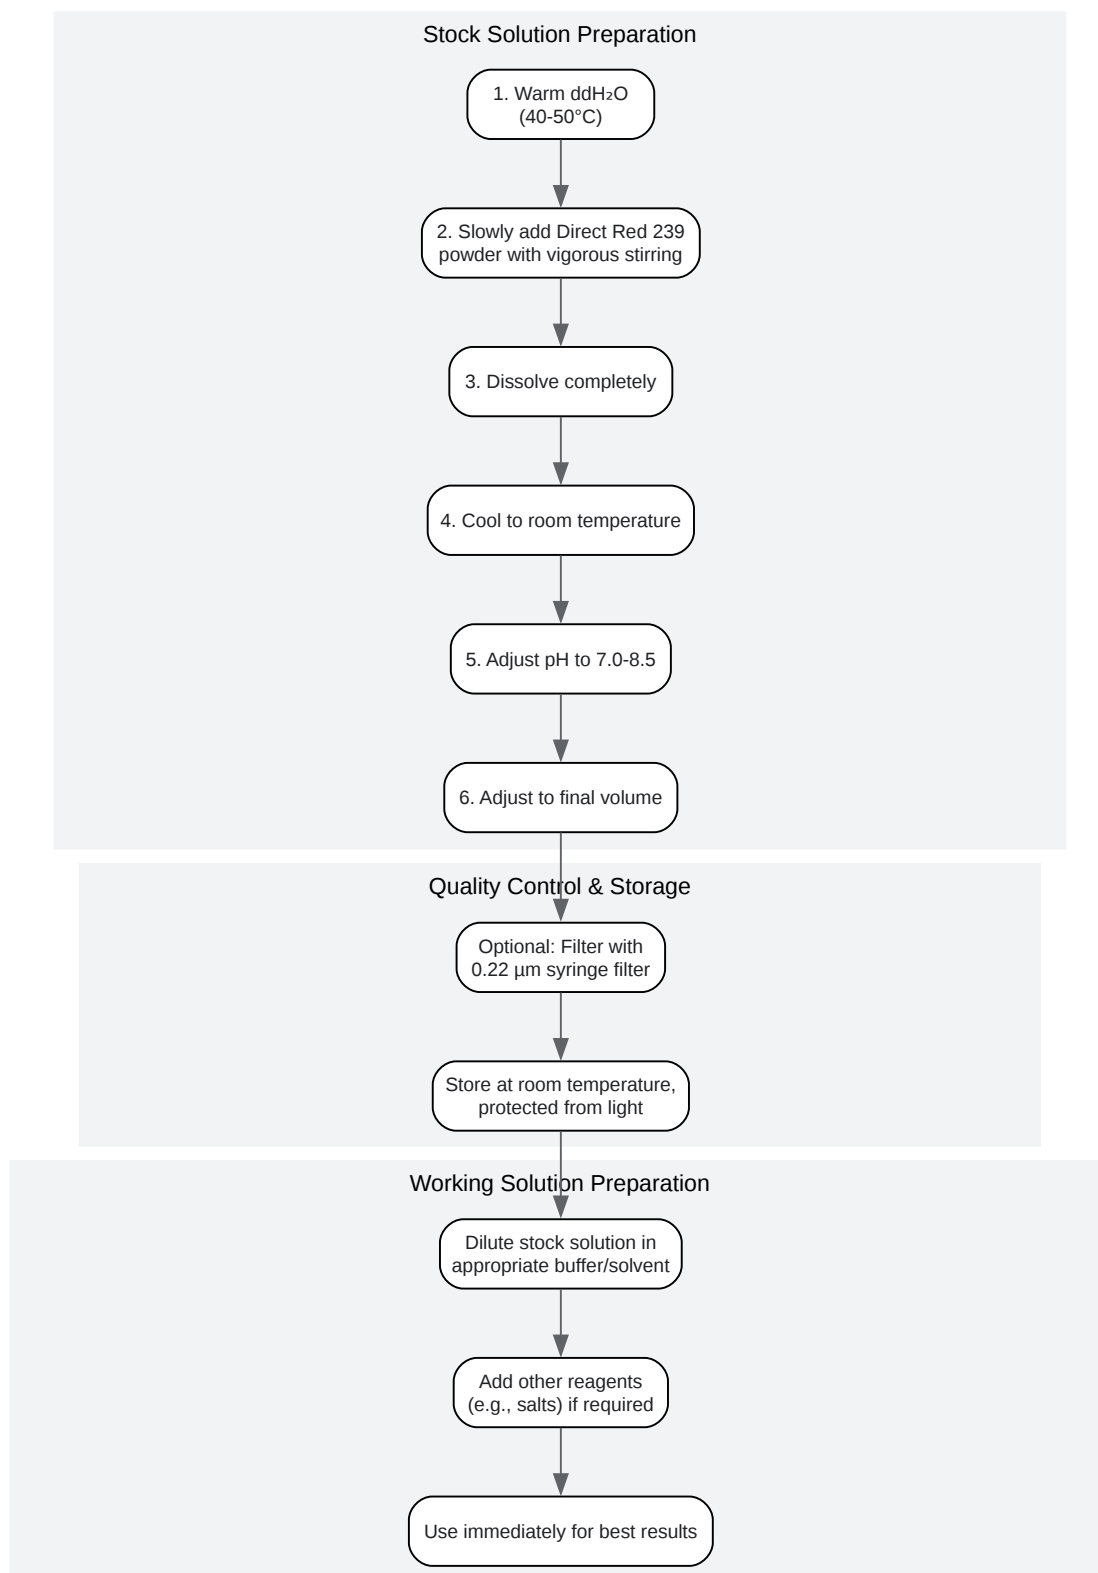 Stock Solution Preparation
1. Warm ddH₂O
(40-50°C)
2. Slowly add Direct Red 239
powder with vigorous stirring
3. Dissolve completely
4. Cool to room temperature
5. Adjust pH to 7.0-8.5
6. Adjust to final volume
Quality Control & Storage
Optional: Filter with
0.22 µm syringe filter
Store at room temperature,
protected from light
Working Solution Preparation
Dilute stock solution in
appropriate buffer/solvent
Add other reagents
(e.g., salts) if required
Use immediately for best results